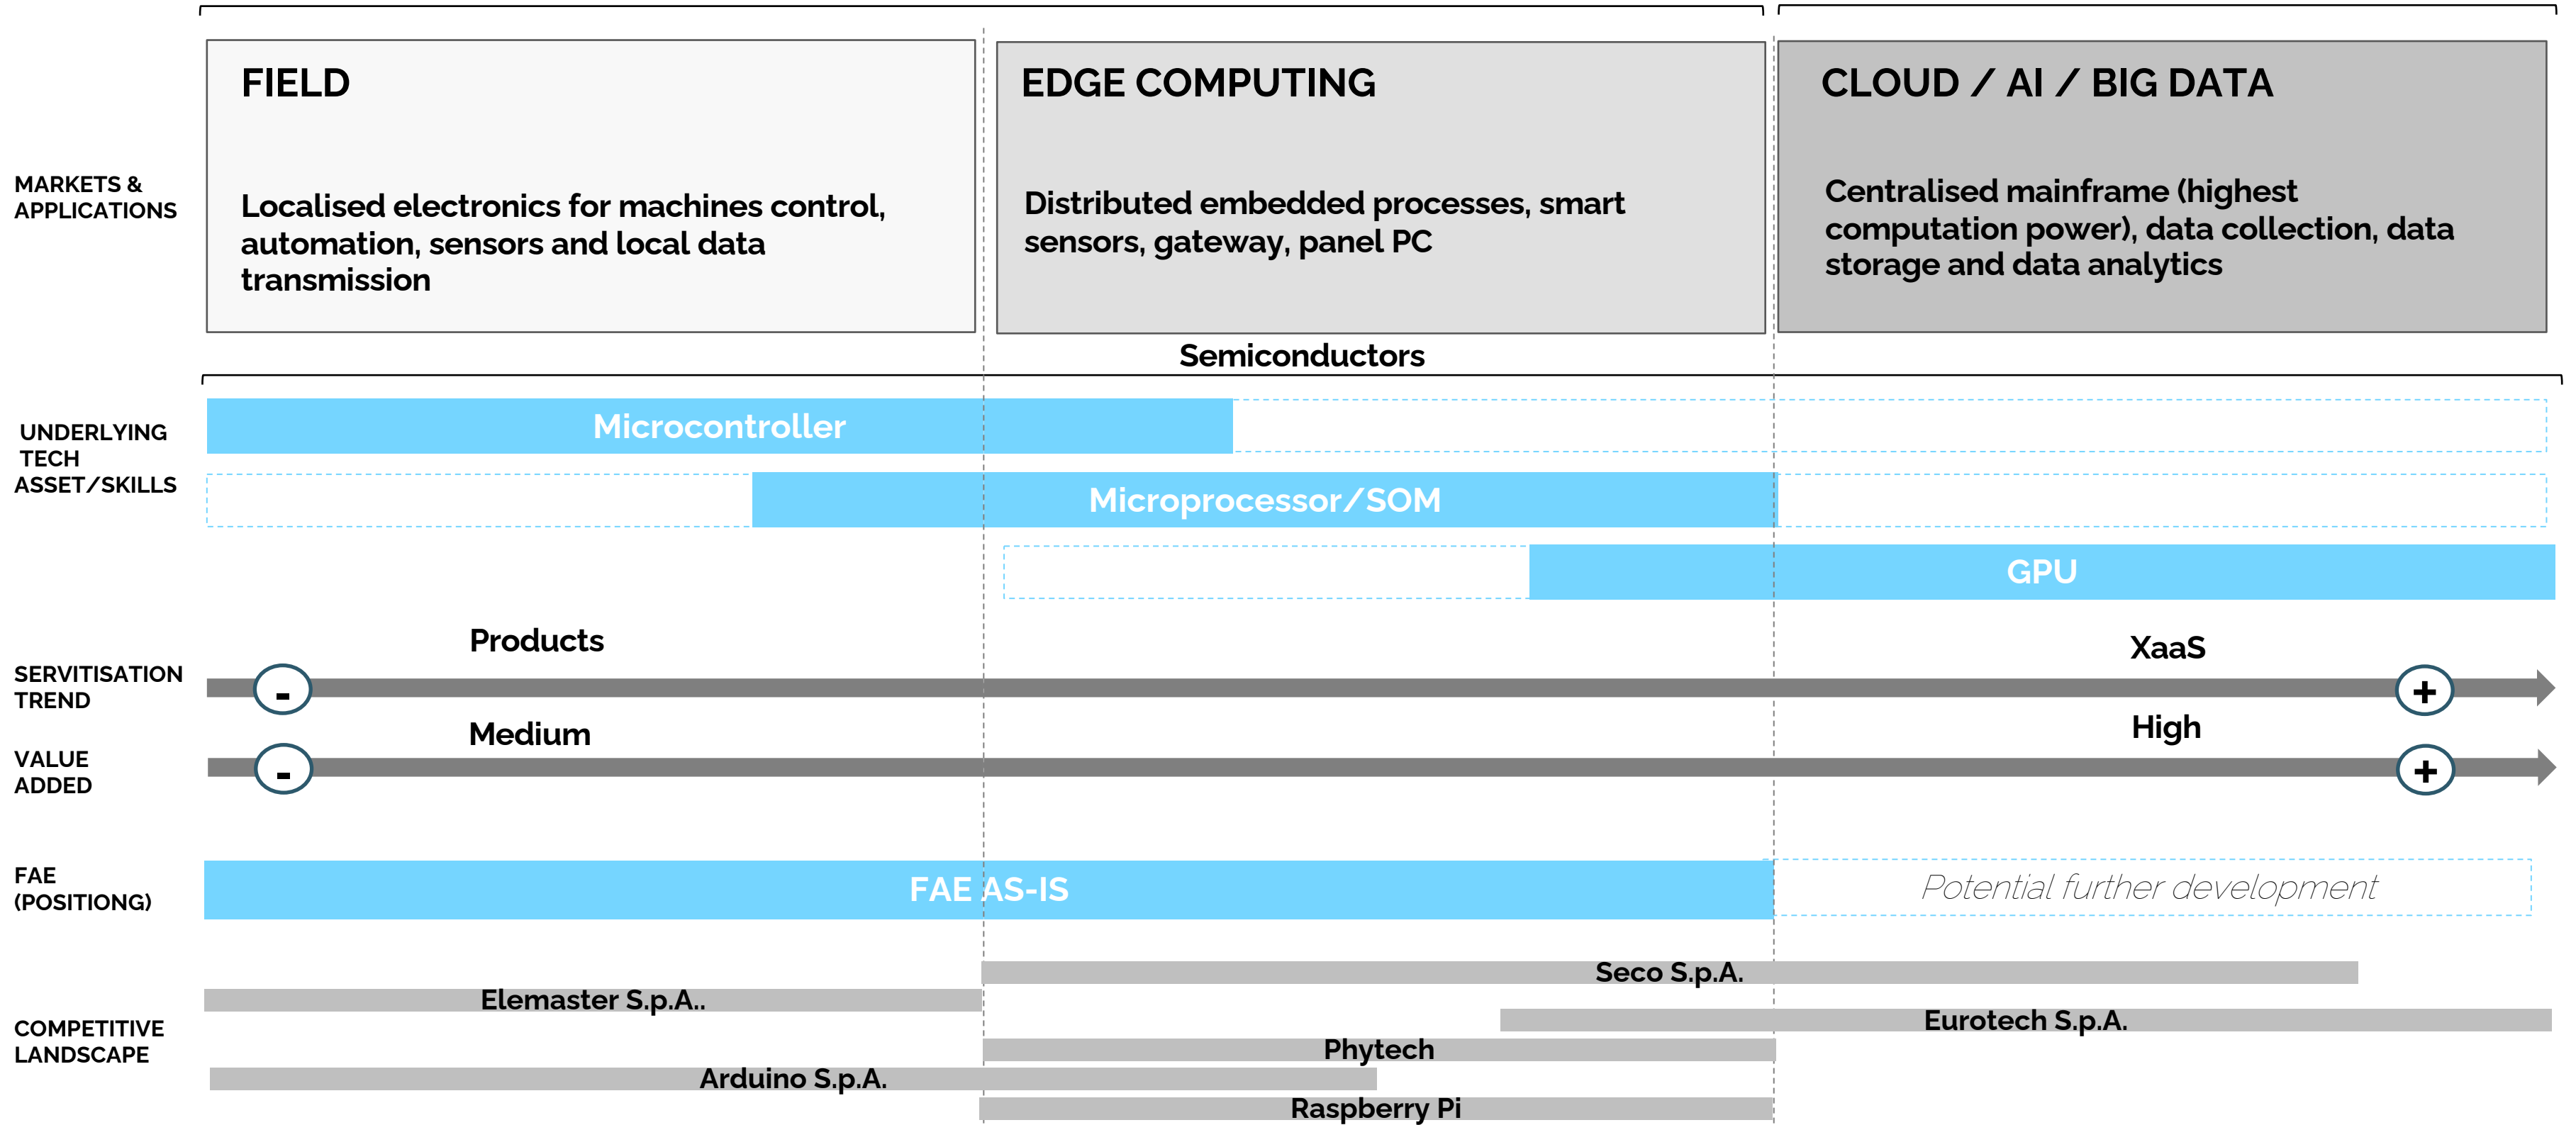 FIELD
EDGE COMPUTING
CLOUD / AI / BIG DATA
MARKETS &
APPLICATIONS
Localised electronics for machines control,
automation, sensors and local data
transmission
Distributed embedded processes, smart
sensors, gateway, panel PC
Centralised mainframe (highest
computation power), data collection, data
storage and data analytics
Semiconductors
UNDERLYING
TECH
ASSET/SKILLS
Microcontroller
Microprocessor/SOM
GPU
SERVITISATION
TREND
Products
XaaS
-
+
VALUE
ADDED
Medium
High
-
+
FAE
(POSITIONG)
FAE AS-IS
Potential further development
COMPETITIVE
LANDSCAPE
Seco S.p.A.
Elemaster S.p.A..
Eurotech S.p.A.
Phytech
Arduino S.p.A.
Raspberry Pi